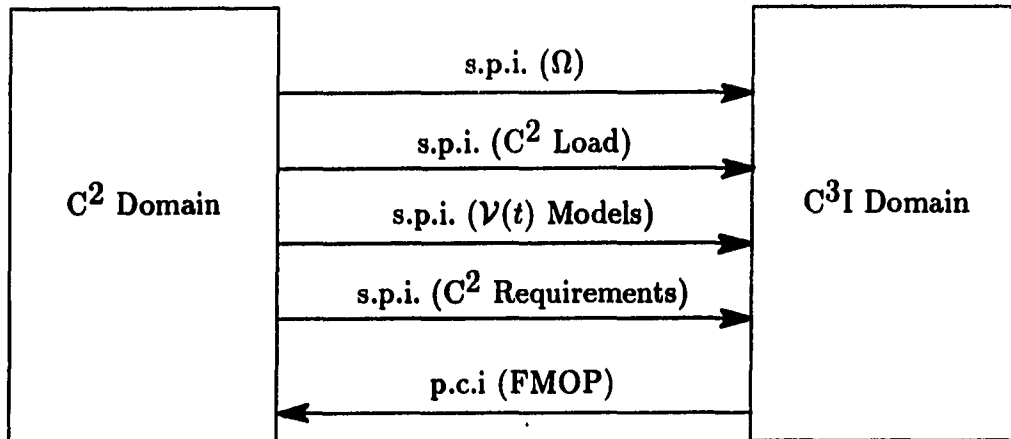 s.p.i. (Ω)
s.p.i. (C² Load)
C² Domain
s.p.i. (𝒱(t) Models)
C³I Domain
s.p.i. (C² Requirements)
p.c.i (FMOP)